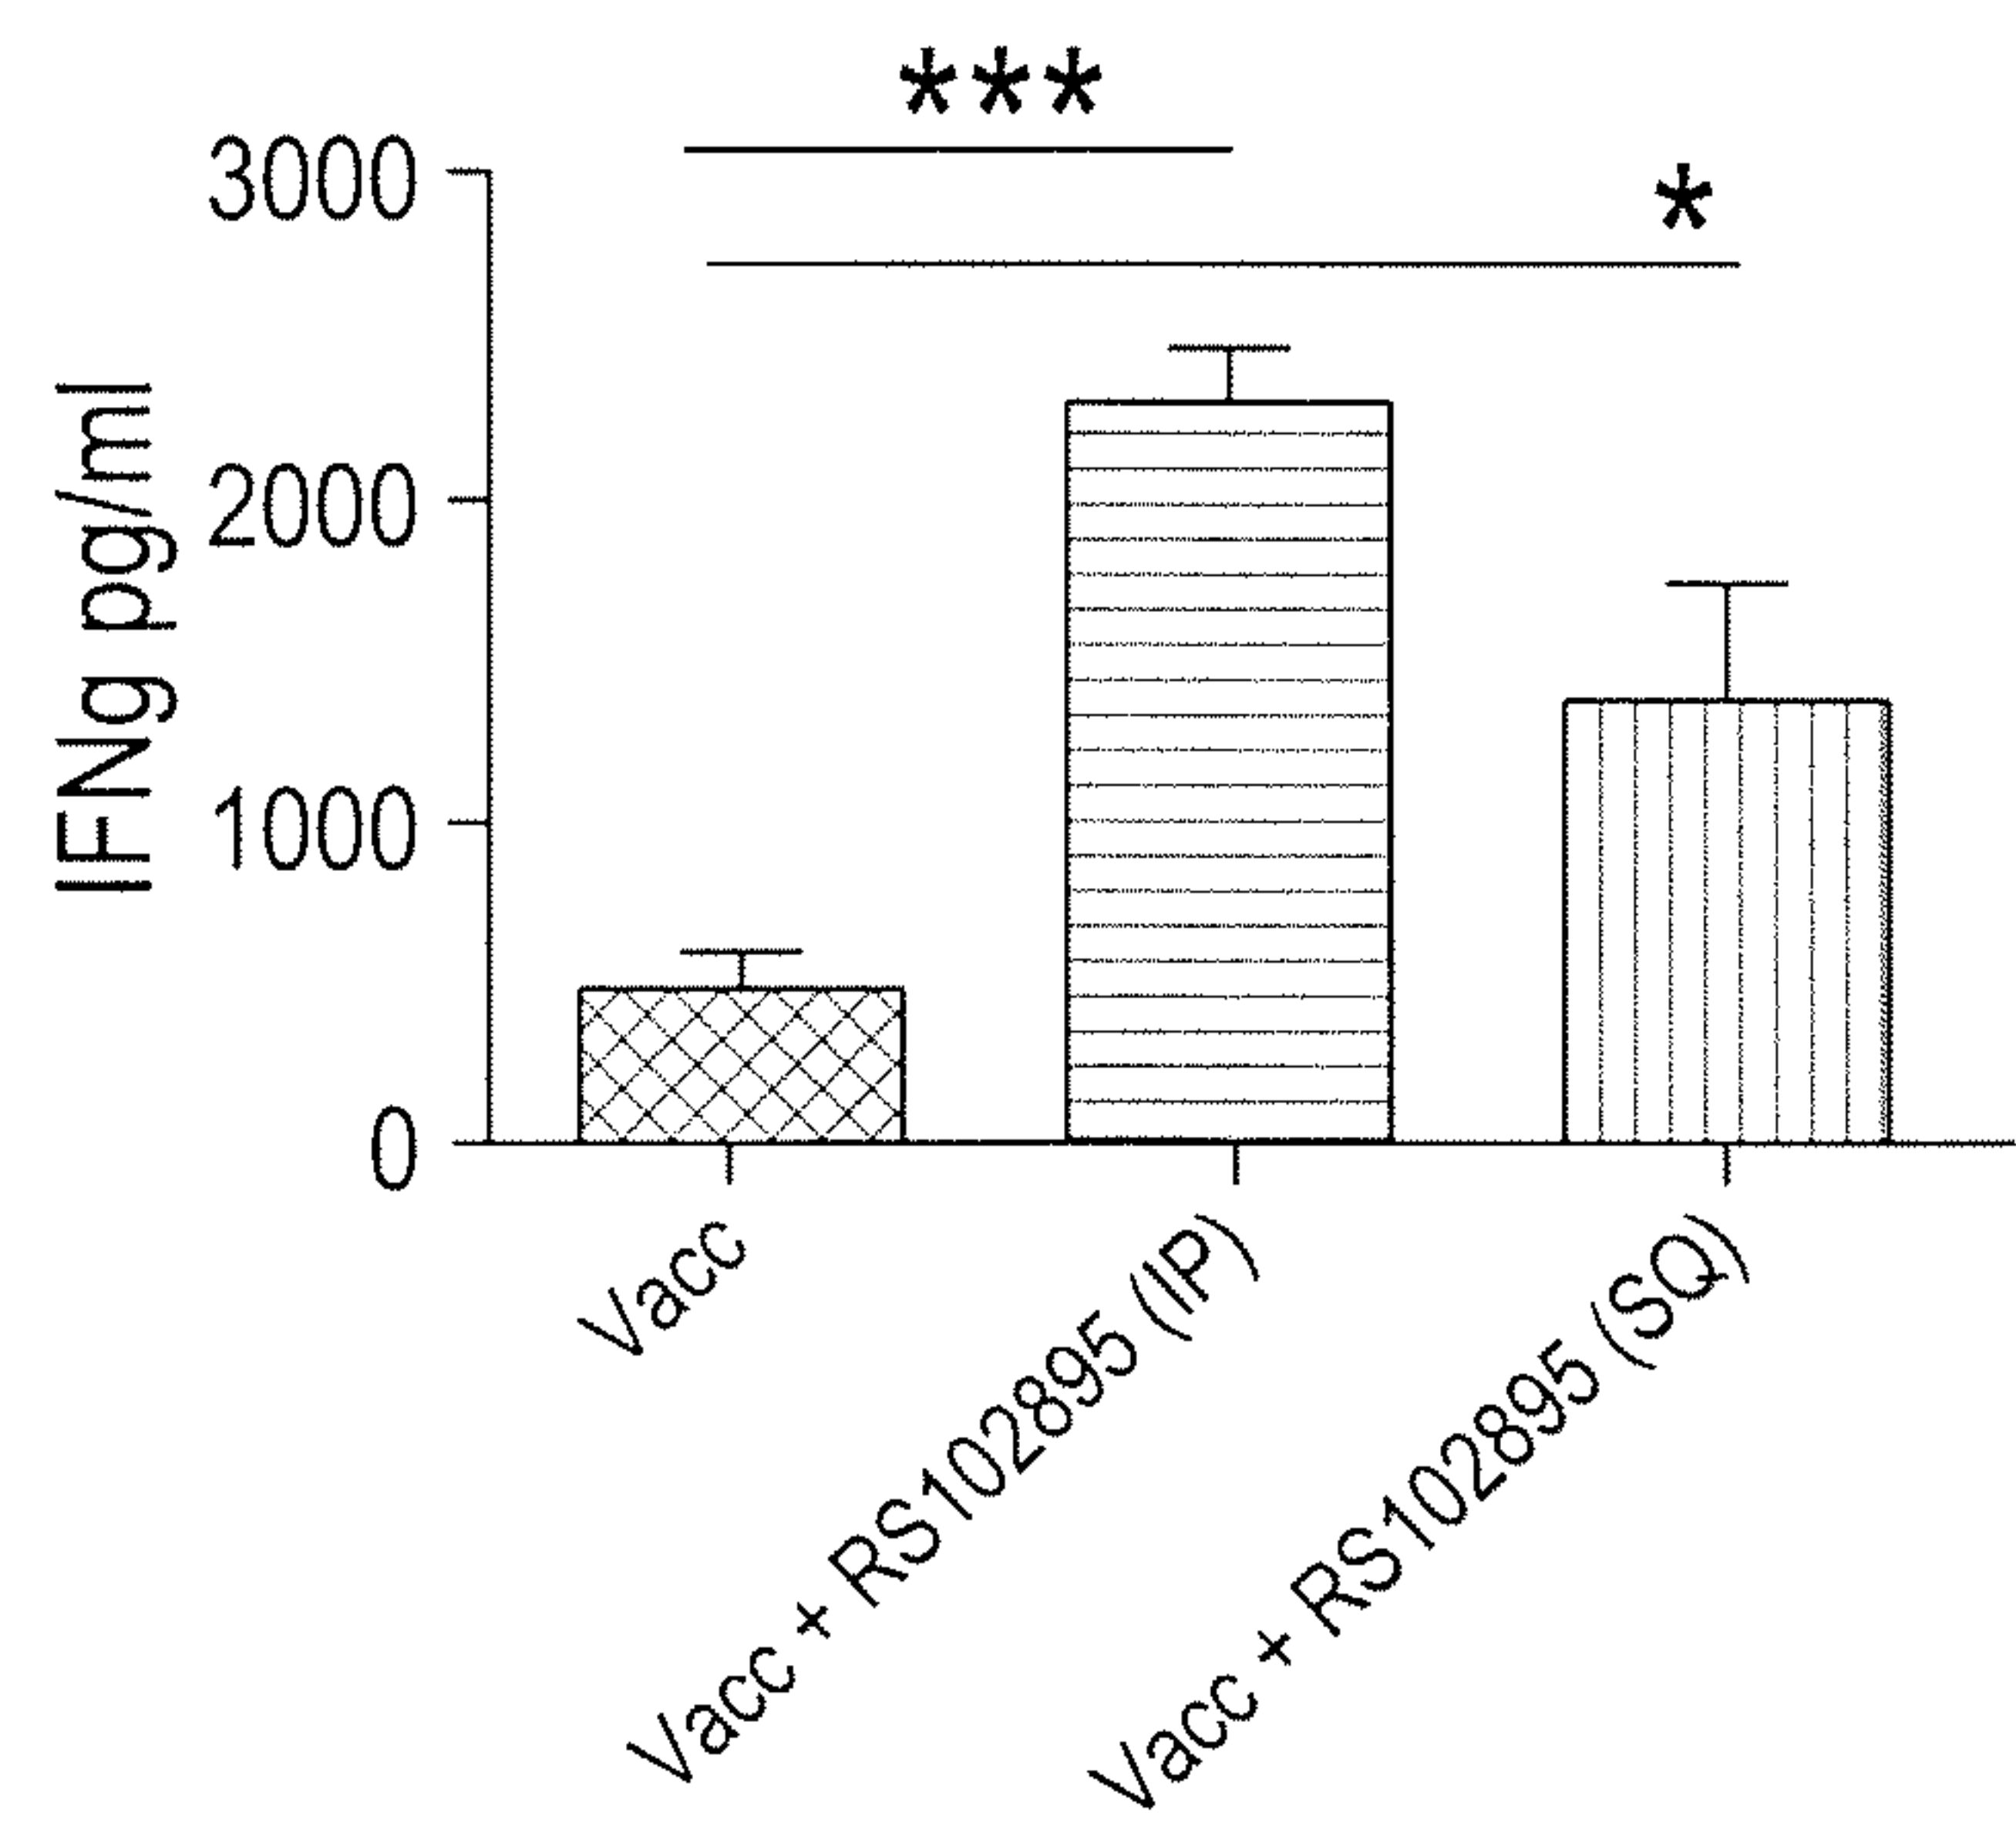 ***
*
3000
2000
1000
0
IFNg pg/ml
Vacc
Vacc + RS102895 (IP)
Vacc + RS102895 (SQ)